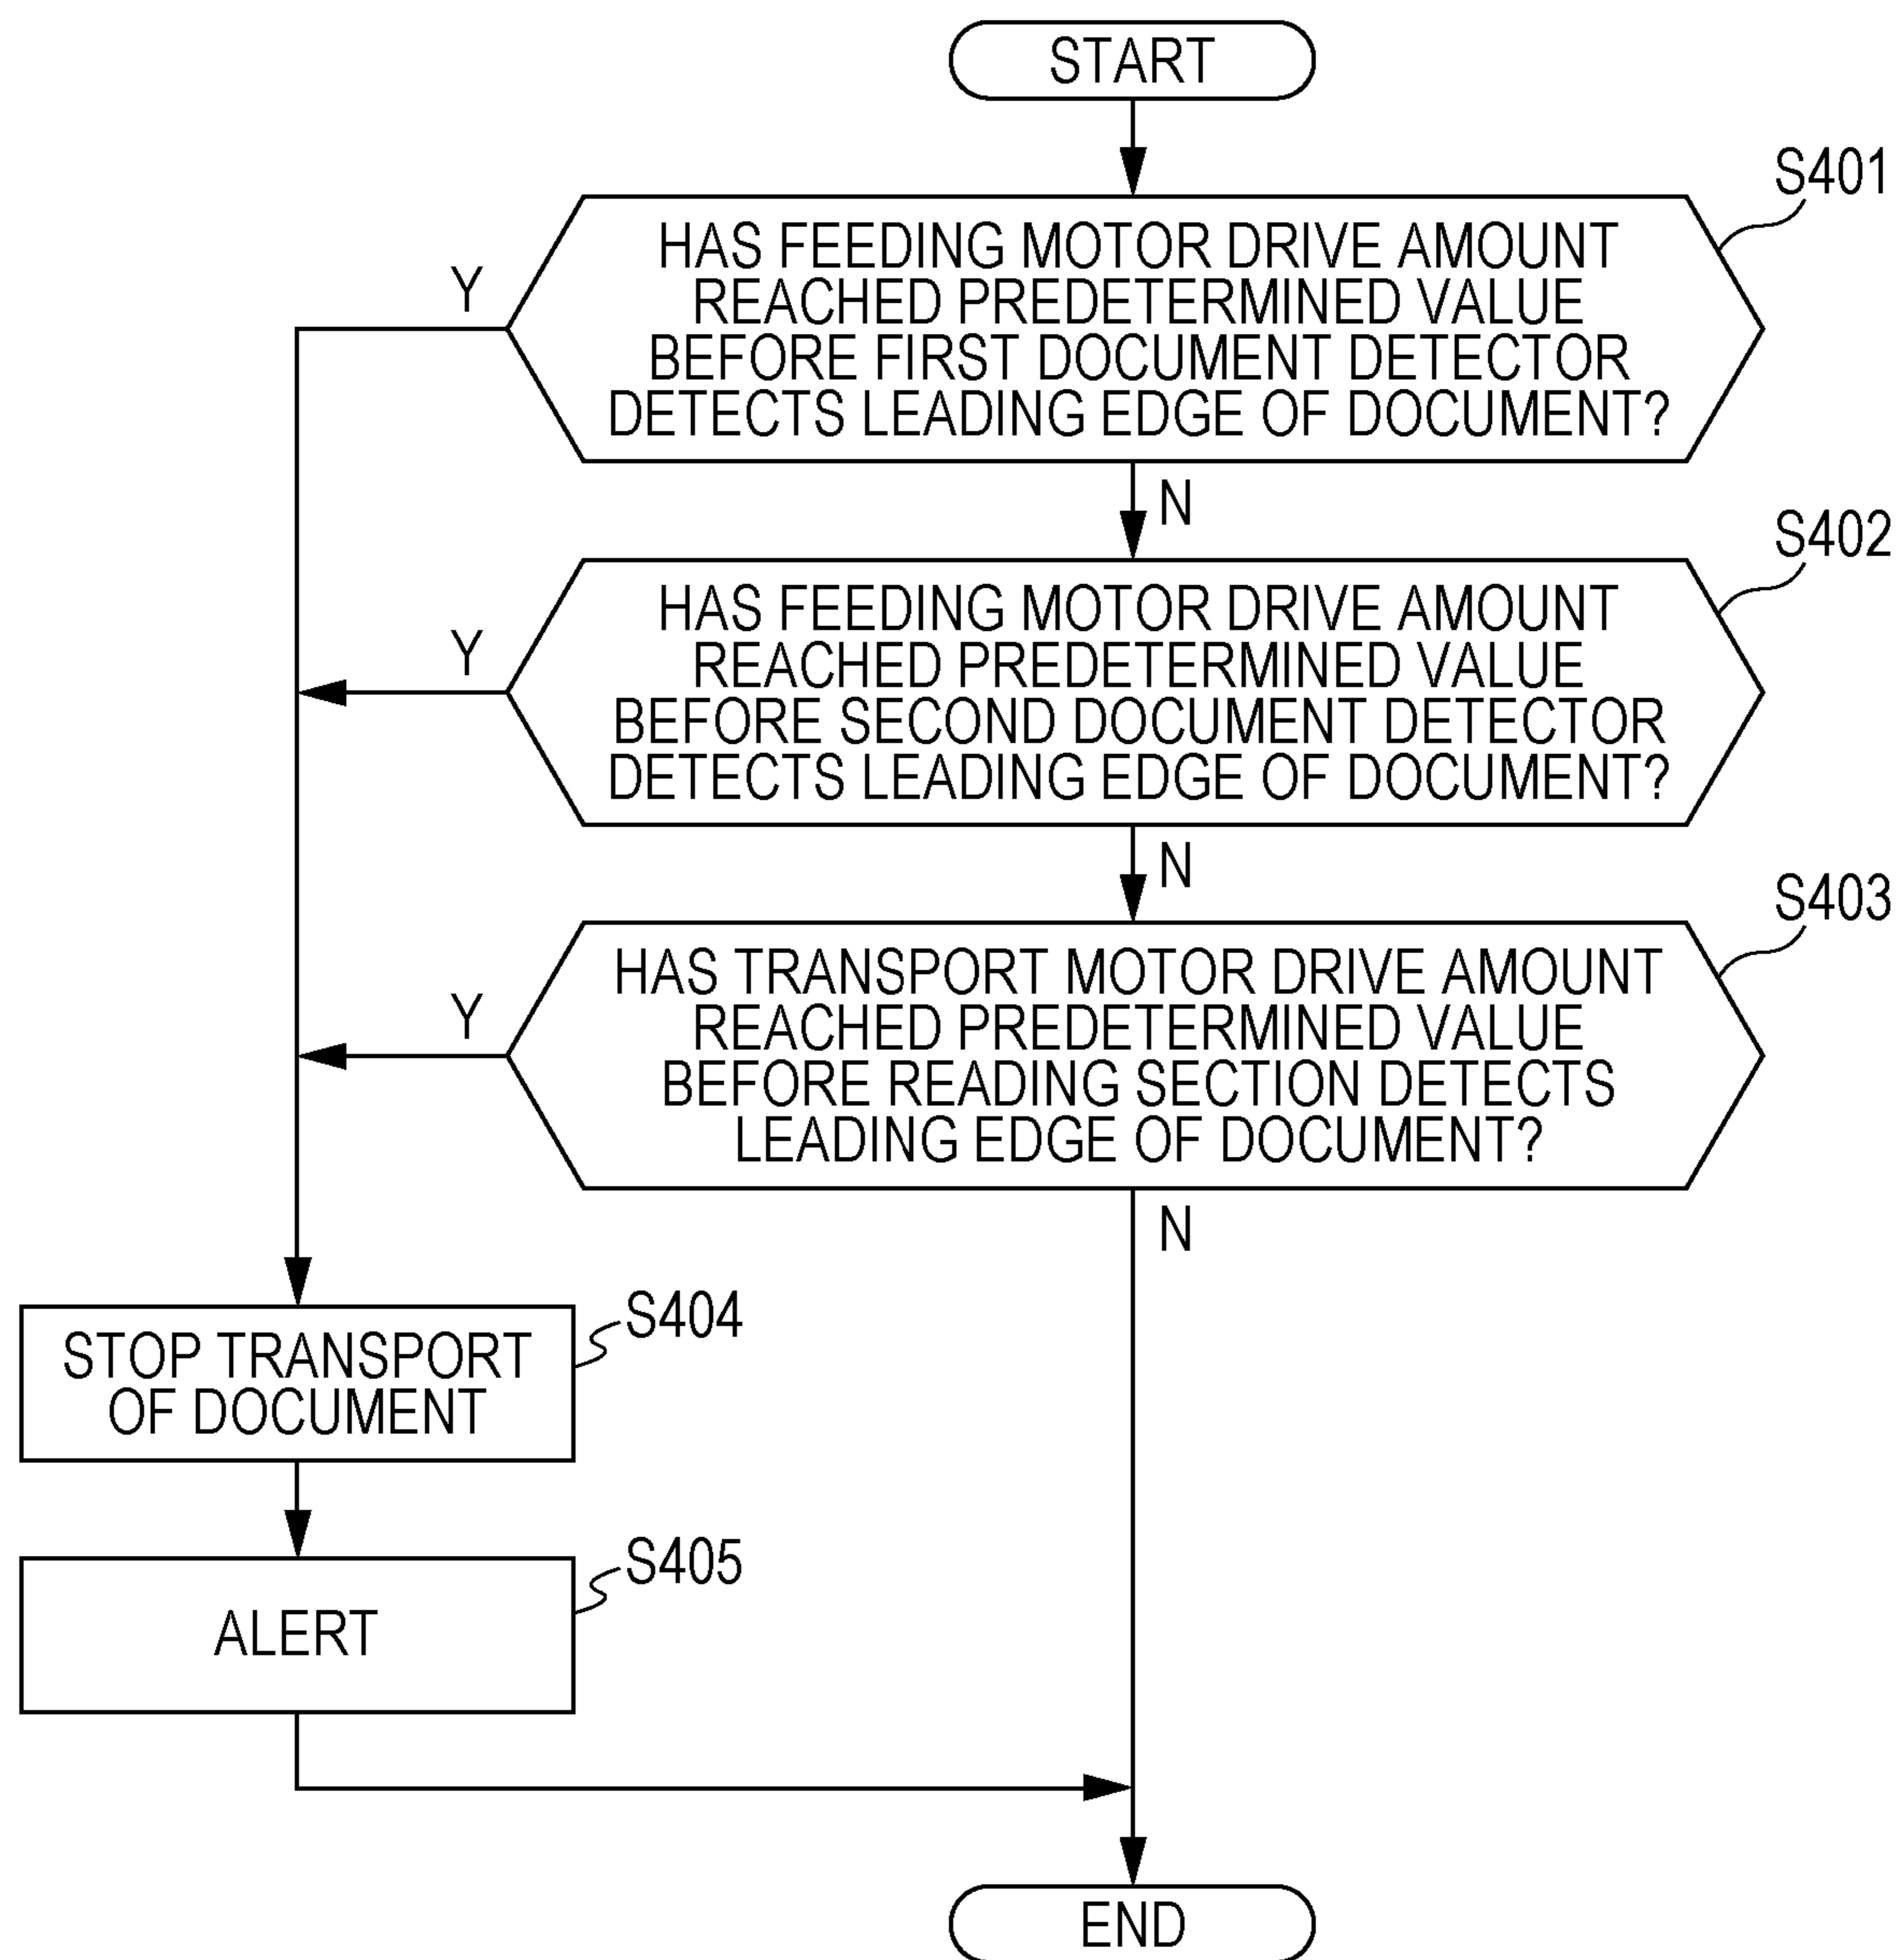 START
S401
HAS FEEDING MOTOR DRIVE AMOUNT
REACHED PREDETERMINED VALUE
BEFORE FIRST DOCUMENT DETECTOR
DETECTS LEADING EDGE OF DOCUMENT?
Y
N
S402
HAS FEEDING MOTOR DRIVE AMOUNT
REACHED PREDETERMINED VALUE
BEFORE SECOND DOCUMENT DETECTOR
DETECTS LEADING EDGE OF DOCUMENT?
Y
N
S403
HAS TRANSPORT MOTOR DRIVE AMOUNT
REACHED PREDETERMINED VALUE
BEFORE READING SECTION DETECTS
LEADING EDGE OF DOCUMENT?
Y
N
S404
STOP TRANSPORT
OF DOCUMENT
S405
ALERT
END